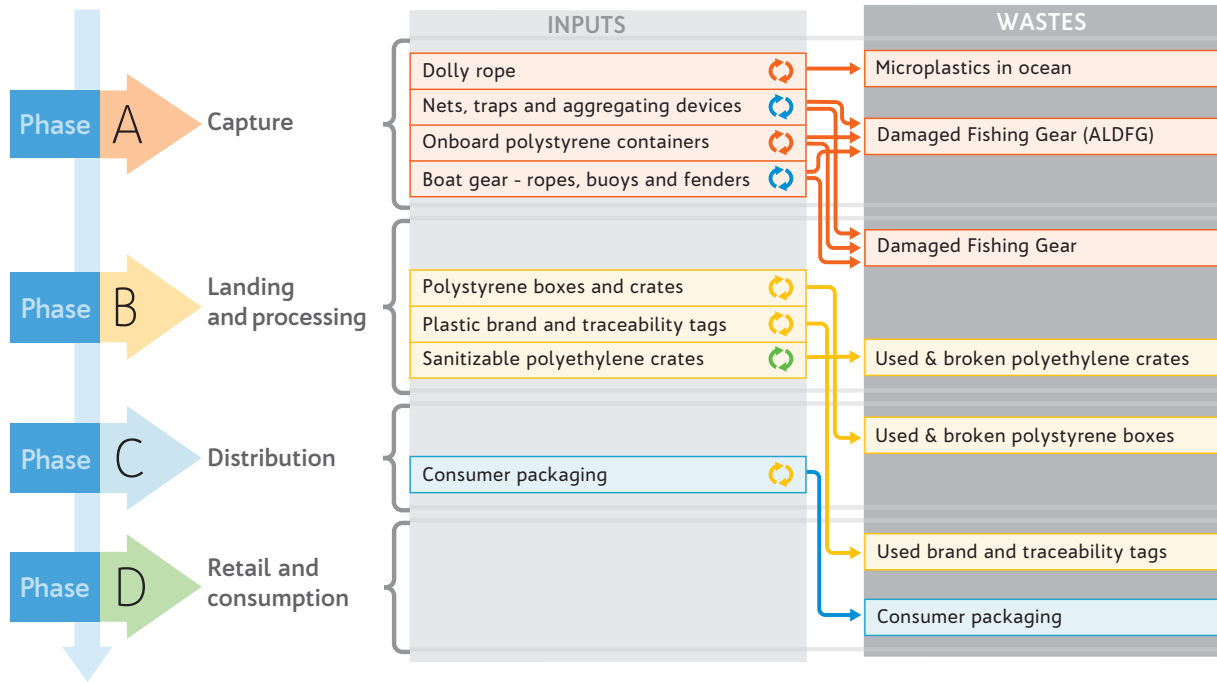 INPUTS
WASTES
Phase
A
Capture
Dolly rope
Nets, traps and aggregating devices
Onboard polystyrene containers
Boat gear - ropes, buoys and fenders
Microplastics in ocean
Damaged Fishing Gear (ALDFG)
Damaged Fishing Gear
Phase
B
Landing
and processing
Polystyrene boxes and crates
Plastic brand and traceability tags
Sanitizable polyethylene crates
Used & broken polyethylene crates
Phase
C
Distribution
Consumer packaging
Used & broken polystyrene boxes
Phase
D
Retail and
consumption
Used brand and traceability tags
Consumer packaging